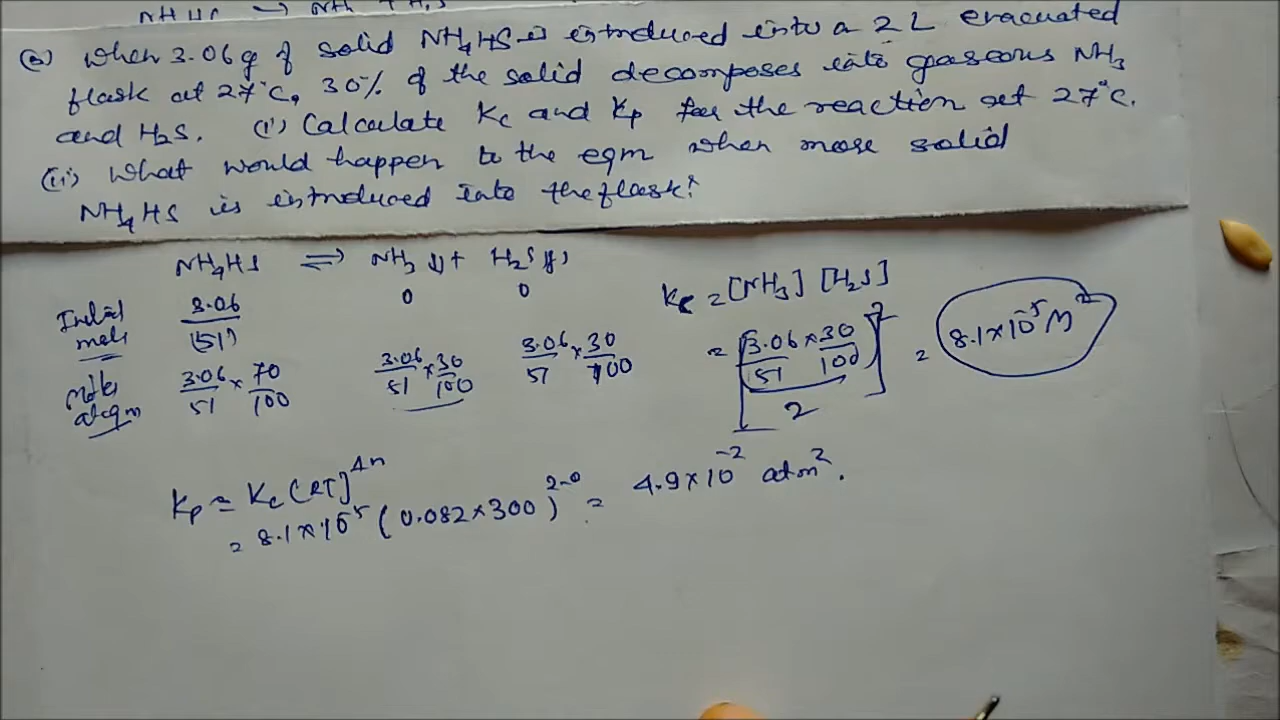 (a) When 3.06 g of solid NH4HS is introduced into a 2 L evacuated
flask at 27°C, 30% of the solid decomposes into gaseous NH3
and H2S. (i) Calculate Kc and Kp for the reaction at 27°C.
(ii) What would happen to the eqm when more solid
NH4HS is introduced into the flask?
NH4HS ⇌ NH3(g) + H2S(g)
Initial mols 3.06/(51) 0 0
mols ateqm 3.06/51 × 70/100 3.06/51 × 30/100 3.06/51 × 30/100
Kc = [NH3] [H2S]
= [3.06/51 × 30/100 / 2]² = 8.1×10⁻⁵ M²
Kp = Kc (RT)^Δn
= 8.1×10⁻⁵ (0.082×300)^2-0 = 4.9×10⁻² atm².